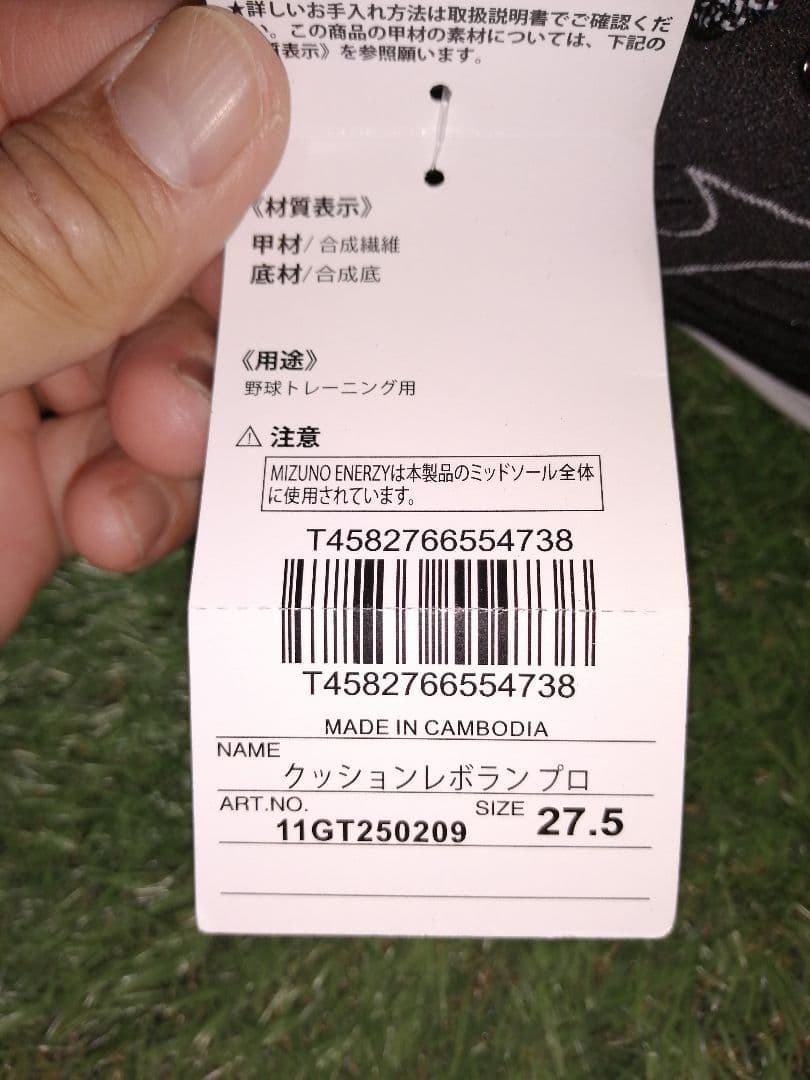 ★詳しいお手入れ方法は取扱説明書でご確認くだ
い。この商品の甲材の素材については、下記の
質表示》を参照願います。
《材質表示》
甲材/合成繊維
底材/合成底
《用途》
野球トレーニング用
⚠ 注意
MIZUNO ENERZYは本製品のミッドソール全体
に使用されています。
T4582766554738
T4582766554738
MADE IN CAMBODIA
NAME
クッションレボラン プロ
ART.NO. SIZE
11GT250209 27.5